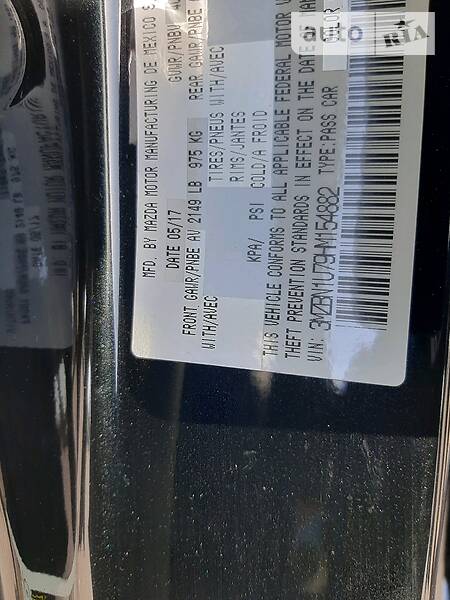 auto RIA
MFD. BY MAZDA MOTOR MANUFACTURING DE MEXICO S
DATE 05/17 GVWR/PNBV
FRONT GAWR/PNBE AV 2149 LB 975 KG REAR GAWR/PNBE
WITH/AVEC TIRES/PNEUS WITH/AVEC
RIMS/JANTES
KPA/ PSI COLD/A FROID
THIS VEHICLE CONFORMS TO ALL APPLICABLE FEDERAL MOTOR V
THEFT PREVENTION STANDARDS IN EFFECT ON THE DATE
VIN: 3MZBN1U79HM154882 TYPE:PASS CAR